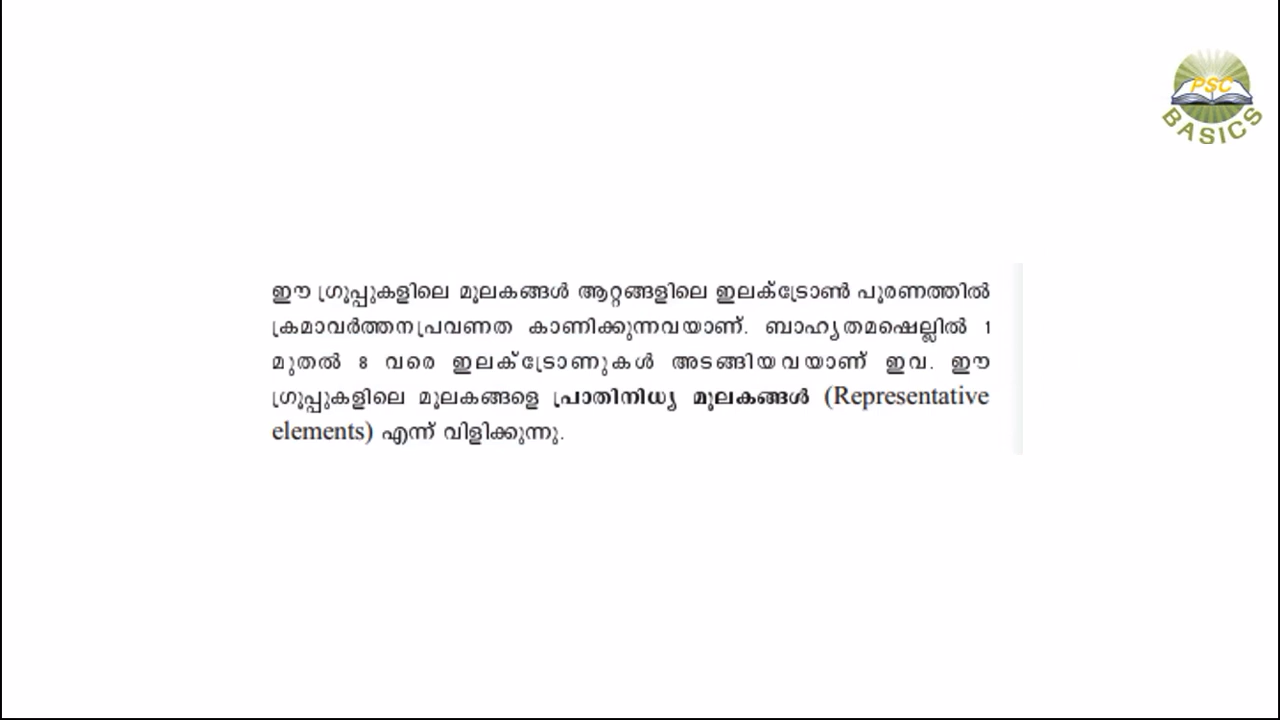 PSC
BASICS
ഈ ഗ്രൂപ്പുകളിലെ മൂലകങ്ങൾ ആറ്റങ്ങളിലെ ഇലക്ട്രോൺ പൂരണത്തിൽ
ക്രമാവർത്തനപ്രവണത കാണിക്കുന്നവയാണ്. ബാഹ്യതമഷെല്ലിൽ 1
മുതൽ 8 വരെ ഇലക്ട്രോണുകൾ അടങ്ങിയവയാണ് ഇവ. ഈ
ഗ്രൂപ്പുകളിലെ മൂലകങ്ങളെ പ്രാതിനിധ്യ മൂലകങ്ങൾ (Representative
elements) എന്ന് വിളിക്കുന്നു.